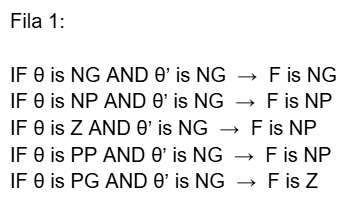 Fila 1:
IF θ is NG AND θ’ is NG → F is NG
IF θ is NP AND θ’ is NG → F is NP
IF θ is Z AND θ’ is NG → F is NP
IF θ is PP AND θ’ is NG → F is NP
IF θ is PG AND θ’ is NG → F is Z